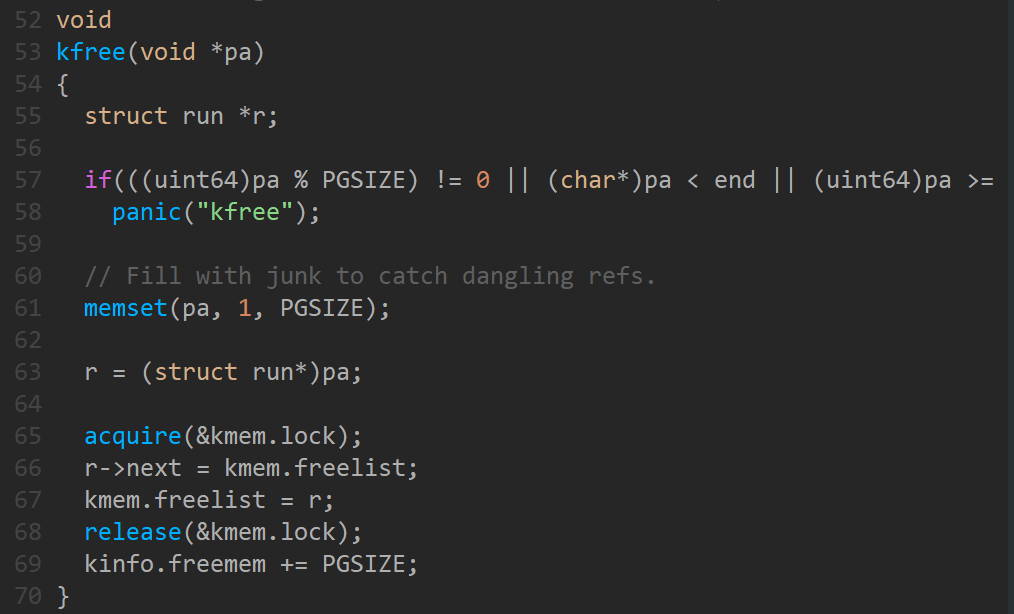 52 void
53 kfree(void *pa)
54 {
55   struct run *r;
56
57   if(((uint64)pa % PGSIZE) != 0 || (char*)pa < end || (uint64)pa >=
58     panic("kfree");
59
60   // Fill with junk to catch dangling refs.
61   memset(pa, 1, PGSIZE);
62
63   r = (struct run*)pa;
64
65   acquire(&kmem.lock);
66   r->next = kmem.freelist;
67   kmem.freelist = r;
68   release(&kmem.lock);
69   kinfo.freemem += PGSIZE;
70 }